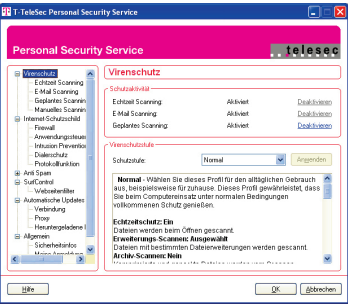 T-TeleSec Personal Security Service
Personal Security Service
telesec
Virenschutz
Echtzeit Scanning
E-Mail Scanning
Geplantes Scannin
Manuelles Scannin
Internet-Schutzschild
Firewall
Anwendungssteuer
Intrusion Preventio
Dialerschutz
Protokollfunktion
Anti Spam
SurfControl
Webseitenfilter
Automatische Updates
Verbindung
Proxy
Heruntergeladene I
Allgemein
Sicherheitsinfos
Virenschutz
Schutzaktivität
Echtzeit Scanning: Aktiviert Deaktivieren
E-Mail Scanning: Aktiviert Deaktivieren
Geplantes Scanning: Aktiviert Deaktivieren
Virenschutzstufe
Schutzstufe: Normal Anwenden
Normal - Wählen Sie dieses Profil für den alltäglichen Gebrauch
aus, beispielsweise für zuhause. Dieses Profil gewährleistet, dass
Sie beim Computereinsatz unter normalen Bedingungen
vollkommenen Schutz genießen.
Echtzeitschutz: Ein
Dateien werden beim Öffnen gescannt.
Erweiterungs-Scannen: Ausgewählt
Dateien mit bestimmten Dateierweiterungen werden gescannt.
Archiv-Scannen: Nein
Hilfe
OK
Abbrechen